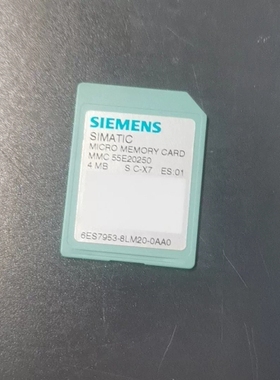 SIEMENS
SIMATIC
MICRO MEMORY CARD
MMC 55E20250
4 MB S C-X7 ES:01
6ES7953-8LM20-0AA0